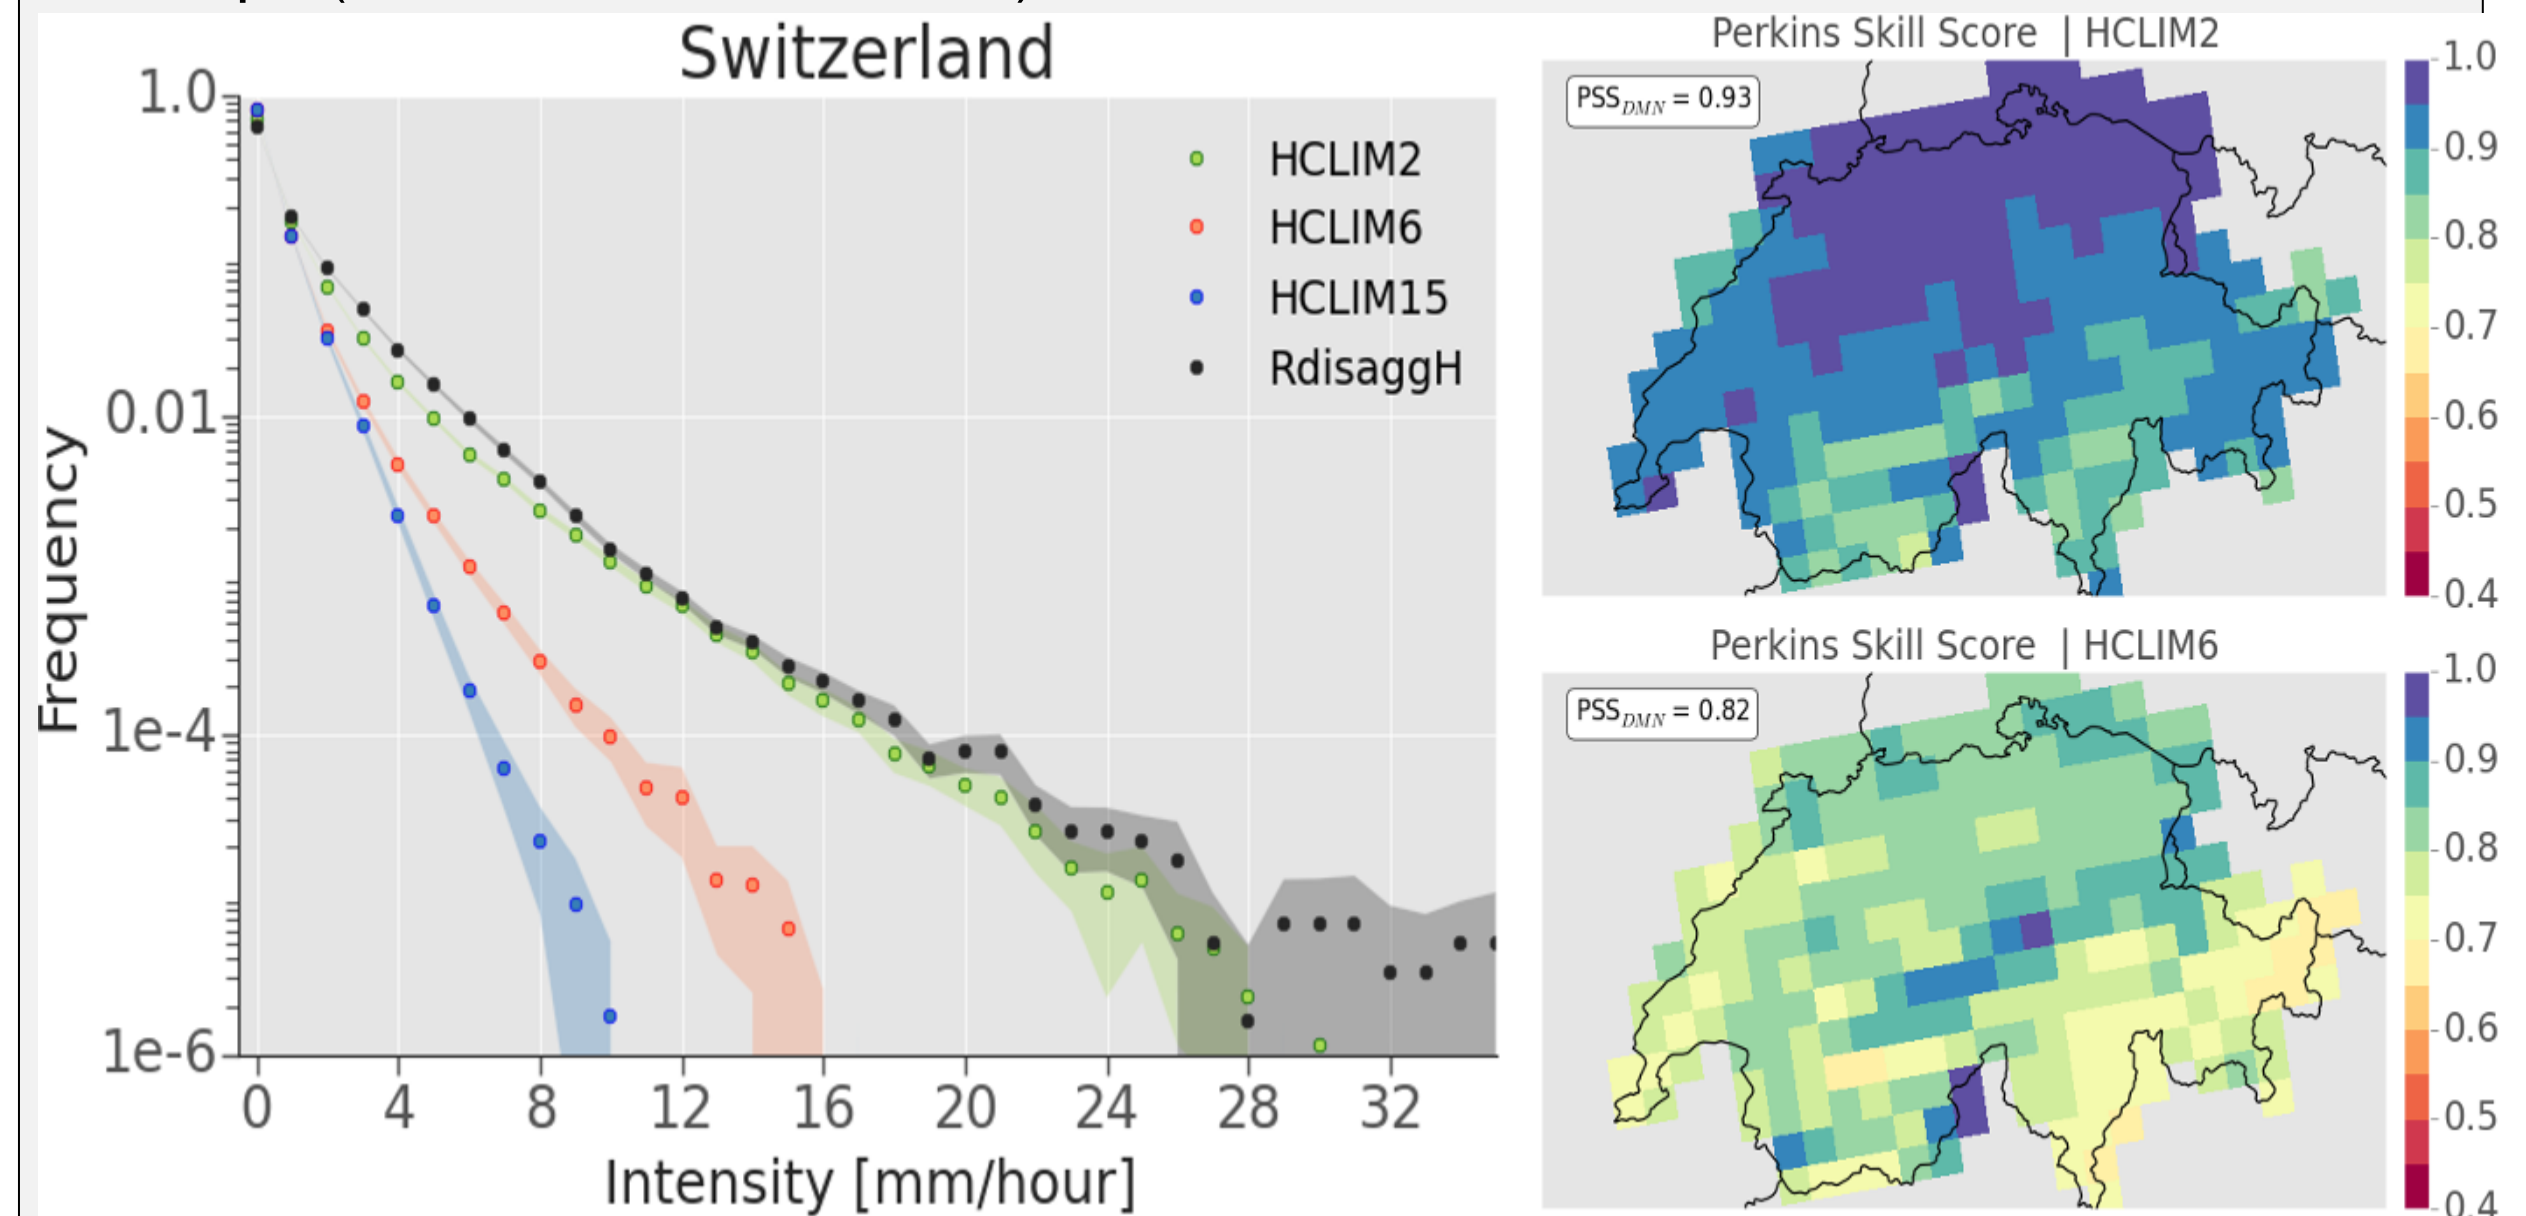 Switzerland
1.0
0.01
1e-4
1e-6
Frequency
0
4
8
12
16
20
24
28
32
Intensity [mm/hour]
HCLIM2
HCLIM6
HCLIM15
RdisaggH
Perkins Skill Score | HCLIM2
PSS_DMN = 0.93
1.0
0.9
0.8
0.7
0.6
0.5
0.4
Perkins Skill Score | HCLIM6
PSS_DMN = 0.82
1.0
0.9
0.8
0.7
0.6
0.5
0.4